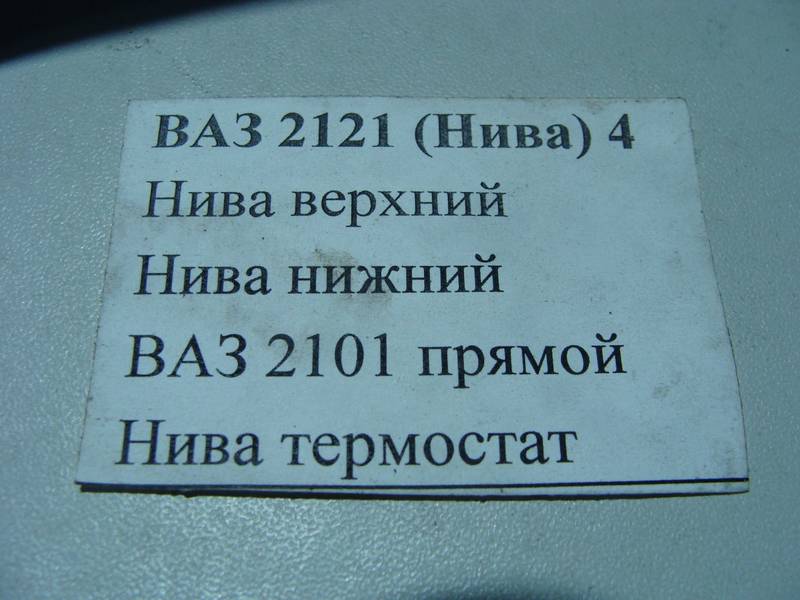 ВАЗ 2121 (Нива) 4
Нива верхний
Нива нижний
ВАЗ 2101 прямой
Нива термостат